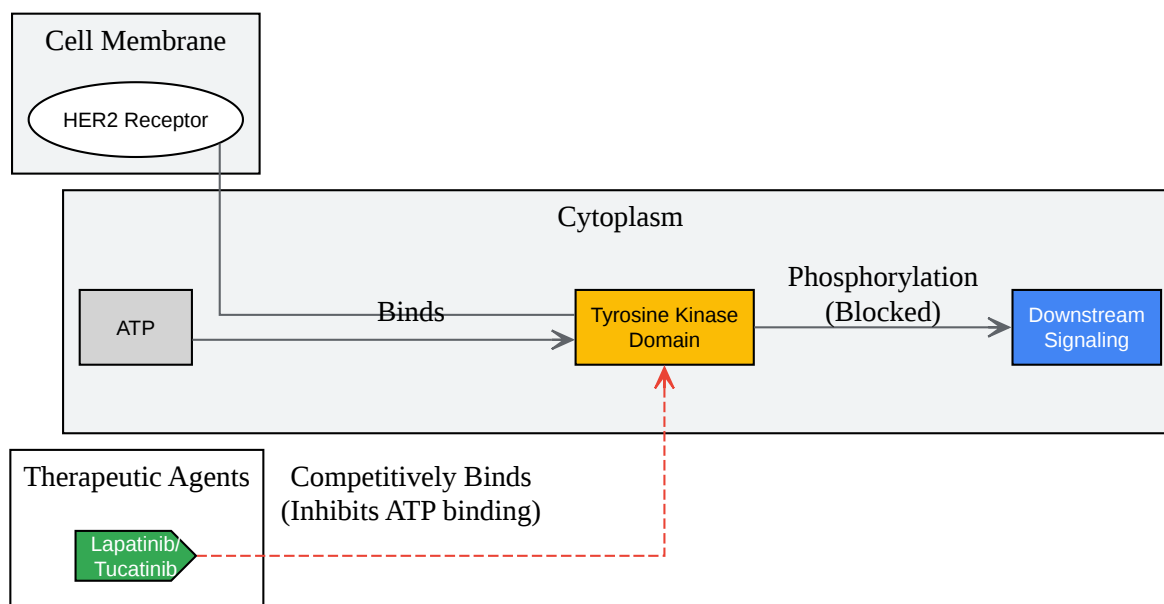 Cell Membrane
HER2 Receptor
Cytoplasm
ATP
Binds
Tyrosine Kinase
Domain
Phosphorylation
(Blocked)
Downstream
Signaling
Therapeutic Agents
Lapatinib/
Tucatinib
Competitively Binds
(Inhibits ATP binding)